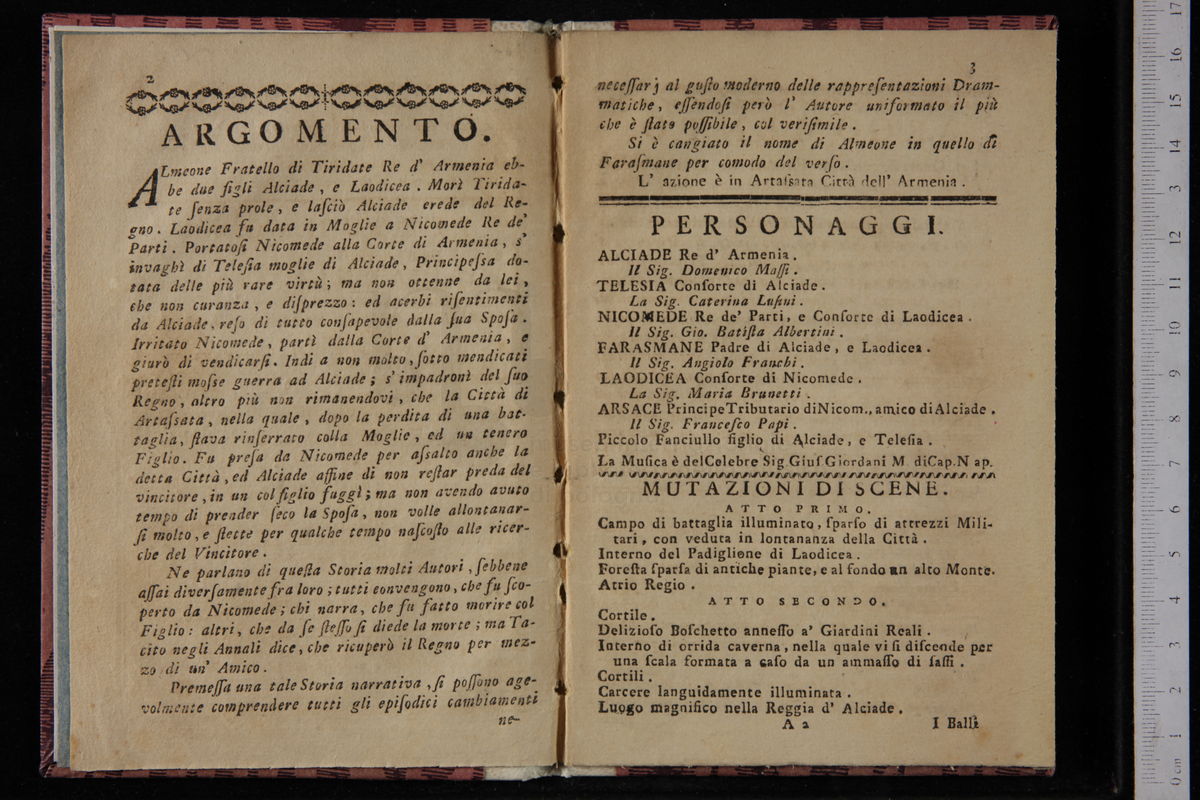 2
ARGOMENTO.
ALmeone Fratello di Tiridate Re d' Armenia eb-
be due figli Alciade, e Laodicea. Morì Tirida-
te ſenza prole, e laſciò Alciade erede del Re-
gno. Laodicea fu data in Moglie a Nicomede Re de'
Parti. Portatoſi Nicomede alla Corte di Armenia, s'
invaghì di Teleſia moglie di Alciade, Principeſsa do-
tata delle più rare virtù; ma non ottenne da lei,
che non curanza, e diſprezzo: ed acerbi riſentimenti
da Alciade, reſo di tutto conſapevole dalla ſua Spoſa.
Irritato Nicomede, partì dalla Corte d' Armenia, e
giurò di vendicarſi. Indi a non molto, ſotto mendicati
preteſti moſse guerra ad Alciade; s' impadronì del ſuo
Regno, altro più non rimanendovi, che la Città di
Artaſsata, nella quale, dopo la perdita di una bat-
taglia, ſtava rinſerrato colla Moglie, ed un tenero
Figlio. Fu preſa da Nicomede per aſsalto anche la
detta Città, ed Alciade affine di non reſtar preda del
vincitore, in un col figlio fuggì; ma non avendo avuto
tempo di prender ſeco la Spoſa, non volle allontanar-
ſi molto, e ſtette per qualche tempo naſcoſto alle ricer-
che del Vincitore.
Ne parlano di queſta Storia molti Autori, ſebbene
aſſai diverſamente fra loro; tutti convengono, che fu ſco-
perto da Nicomede; chi narra, che fu fatto morire col
Figlio: altri, che da ſe ſteſſo ſi diede la morte; ma Ta-
cito negli Annali dice, che ricuperò il Regno per mez-
zo di un' Amico.
Premeſſa una tale Storia narrativa, ſi poſſono age-
volmente comprendere tutti gli epiſodici cambiamenti
ne-
3
neceſſarj al guſto moderno delle rappreſentazioni Dram-
matiche, eſſendoſi però l' Autore uniformato il più
che è ſtato poſſibile, col veriſimile.
Si è cangiato il nome di Almeone in quello di
Faraſmane per comodo del verſo.
L' azione è in Artaſsata Città dell' Armenia.
PERSONAGGI.
ALCIADE Re d' Armenia.
Il Sig. Domenico Maſſi.
TELESIA Conſorte di Alciade.
La Sig. Caterina Luſini.
NICOMEDE Re de' Parti, e Conſorte di Laodicea.
Il Sig. Gio. Batiſta Albertini.
FARASMANE Padre di Alciade, e Laodicea.
Il Sig. Angiolo Franchi.
LAODICEA Conſorte di Nicomede.
La Sig. Maria Brunetti.
ARSACE Principe Tributario di Nicom., amico di Alciade.
Il Sig. Franceſco Papi.
Piccolo Fanciullo figlio di Alciade, e Teleſia.
La Muſica è del Celebre Sig. Giuſ Giordani M di Cap. N ap.
MUTAZIONI DI SCENE.
ATTO PRIMO.
Campo di battaglia illuminato, ſparſo di attrezzi Mili-
tari, con veduta in lontananza della Città.
Interno del Padiglione di Laodicea.
Foreſta ſparſa di antiche piante, e al fondo un alto Monte.
Atrio Regio.
ATTO SECONDO.
Cortile.
Delizioſo Boſchetto anneſſo a' Giardini Reali.
Interno di orrida caverna, nella quale vi ſi diſcende per
una ſcala formata a caſo da un ammaſſo di ſaſſi.
Cortili.
Carcere languidamente illuminata.
Luogo magnifico nella Reggia d' Alciade.
A 2
I Balli
0 cm 1 2 3 4 5 6 7 8 9 10 11 12 13 14 15 16 17